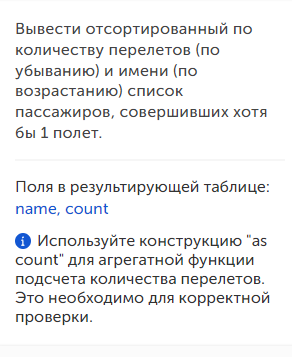 Вывести отсортированный по
количеству перелетов (по
убыванию) и имени (по
возрастанию) список
пассажиров, совершивших хотя
бы 1 полет.
Поля в результирующей таблице:
name, count
Используйте конструкцию "as
count" для агрегатной функции
подсчета количества перелетов.
Это необходимо для корректной
проверки.